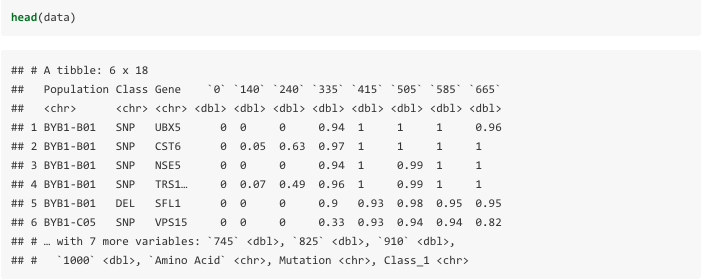 head(data)
## # A tibble: 6 x 18
##   Population Class Gene    `0` `140` `240` `335` `415` `505` `585` `665`
##   <chr>      <chr> <chr> <dbl> <dbl> <dbl> <dbl> <dbl> <dbl> <dbl> <dbl>
## 1 BYB1-B01   SNP   UBX5      0  0     0     0.94  1     1     1     0.96
## 2 BYB1-B01   SNP   CST6      0  0.05  0.63  0.97  1     1     1     1
## 3 BYB1-B01   SNP   NSE5      0  0     0     0.94  1     0.99  1     1
## 4 BYB1-B01   SNP   TRS1…     0  0.07  0.49  0.96  1     0.99  1     1
## 5 BYB1-B01   DEL   SFL1      0  0     0     0.9   0.93  0.98  0.95  0.95
## 6 BYB1-C05   SNP   VPS15     0  0     0     0.33  0.93  0.94  0.94  0.82
## # … with 7 more variables: `745` <dbl>, `825` <dbl>, `910` <dbl>,
## #   `1000` <dbl>, `Amino Acid` <chr>, Mutation <chr>, Class_1 <chr>